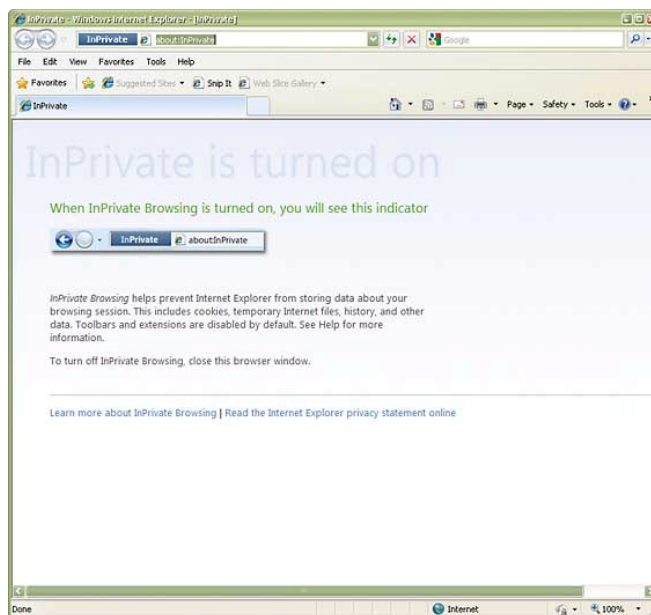 InPrivate - Windows Internet Explorer - [InPrivate]
InPrivate about:InPrivate Google
File Edit View Favorites Tools Help
Favorites Suggested Sites Snip It Web Slice Gallery
InPrivate Page Safety Tools
InPrivate is turned on
When InPrivate Browsing is turned on, you will see this indicator
InPrivate about:InPrivate
InPrivate Browsing helps prevent Internet Explorer from storing data about your
browsing session. This includes cookies, temporary Internet files, history, and other
data. Toolbars and extensions are disabled by default. See Help for more
information.
To turn off InPrivate Browsing, close this browser window.
Learn more about InPrivate Browsing | Read the Internet Explorer privacy statement online
Done Internet 100%